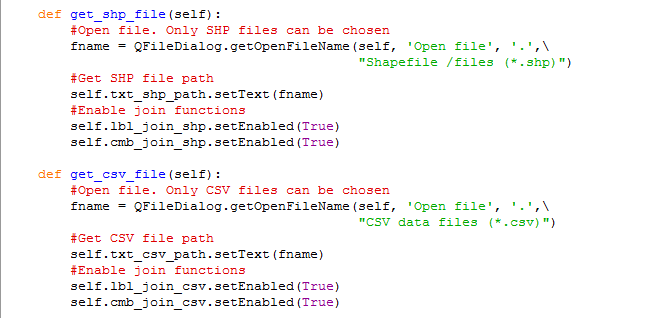 def get_shp_file(self):
    #Open file. Only SHP files can be chosen
    fname = QFileDialog.getOpenFileName(self, 'Open file', '.',\
                                        "Shapefile /files (*.shp)")
    #Get SHP file path
    self.txt_shp_path.setText(fname)
    #Enable join functions
    self.lbl_join_shp.setEnabled(True)
    self.cmb_join_shp.setEnabled(True)

def get_csv_file(self):
    #Open file. Only CSV files can be chosen
    fname = QFileDialog.getOpenFileName(self, 'Open file', '.',\
                                        "CSV data files (*.csv)")
    #Get CSV file path
    self.txt_csv_path.setText(fname)
    #Enable join functions
    self.lbl_join_csv.setEnabled(True)
    self.cmb_join_csv.setEnabled(True)